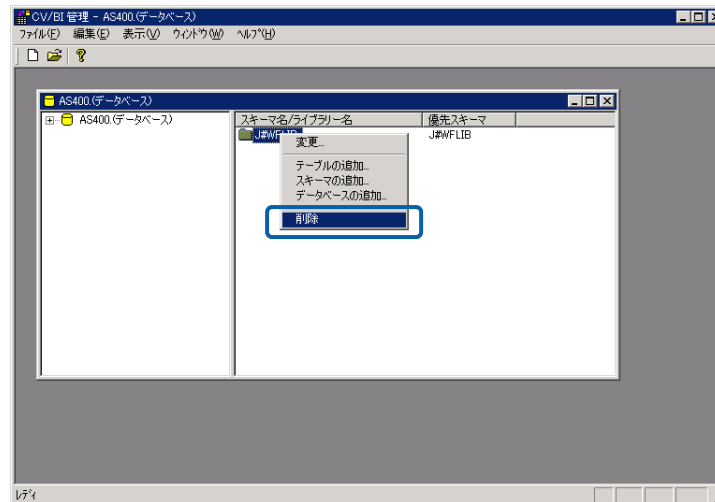 CV/BI 管理 - AS400.(データベース)
ファイル(F) 編集(E) 表示(V) ウィンドウ(W) ヘルプ(H)
AS400.(データベース)
AS400.(データベース) スキーマ名/ライブラリー名 優先スキーマ
J#WFLIB J#WFLIB
変更...
テーブルの追加...
スキーマの追加...
データベースの追加...
削除
レディ